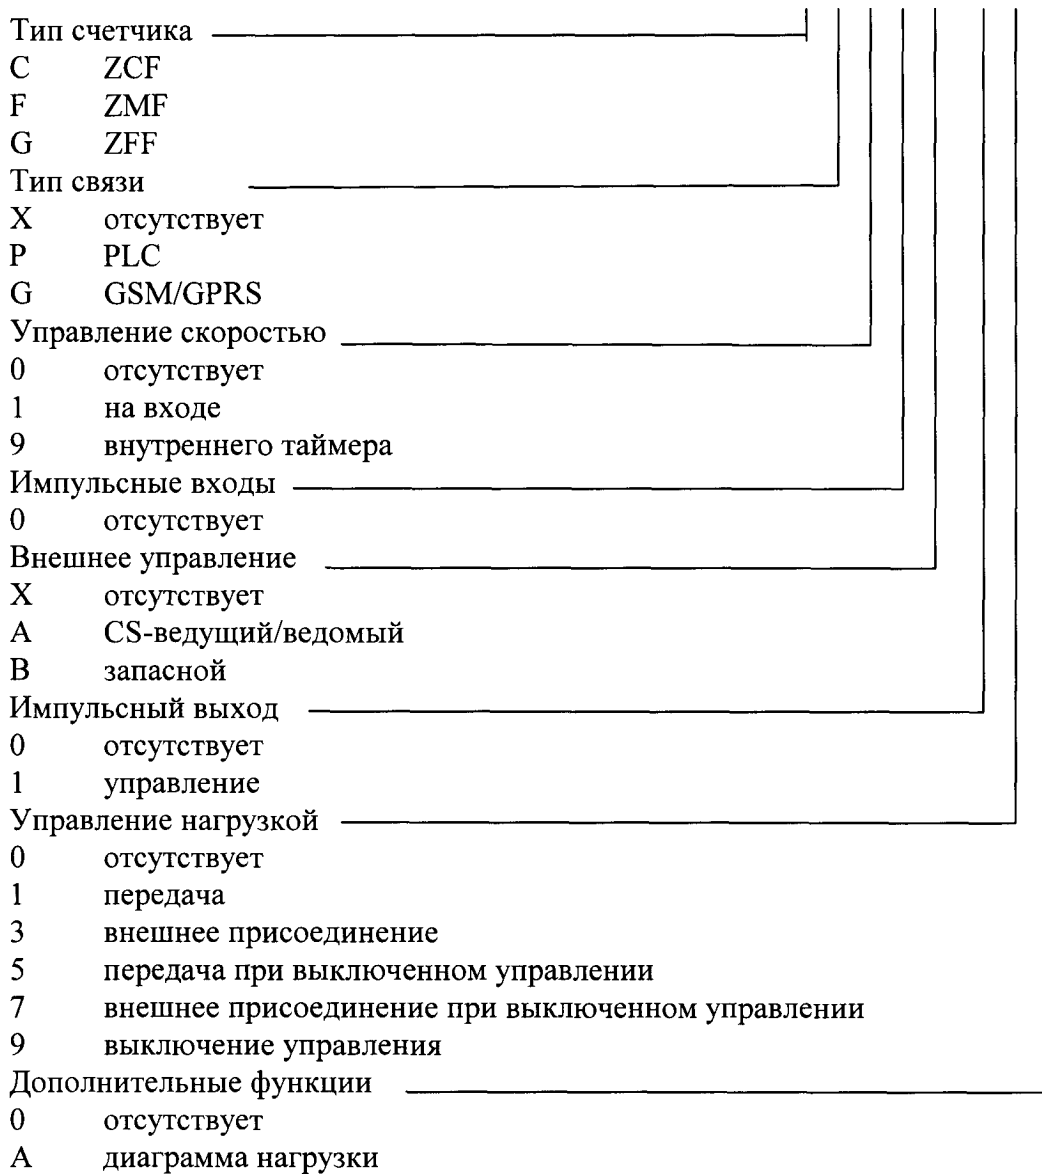 Тип счетчика
C ZCF
F ZMF
G ZFF
Тип связи
X отсутствует
P PLC
G GSM/GPRS
Управление скоростью
0 отсутствует
1 на входе
9 внутреннего таймера
Импульсные входы
0 отсутствует
Внешнее управление
X отсутствует
A CS-ведущий/ведомый
B запасной
Импульсный выход
0 отсутствует
1 управление
Управление нагрузкой
0 отсутствует
1 передача
3 внешнее присоединение
5 передача при выключенном управлении
7 внешнее присоединение при выключенном управлении
9 выключение управления
Дополнительные функции
0 отсутствует
A диаграмма нагрузки